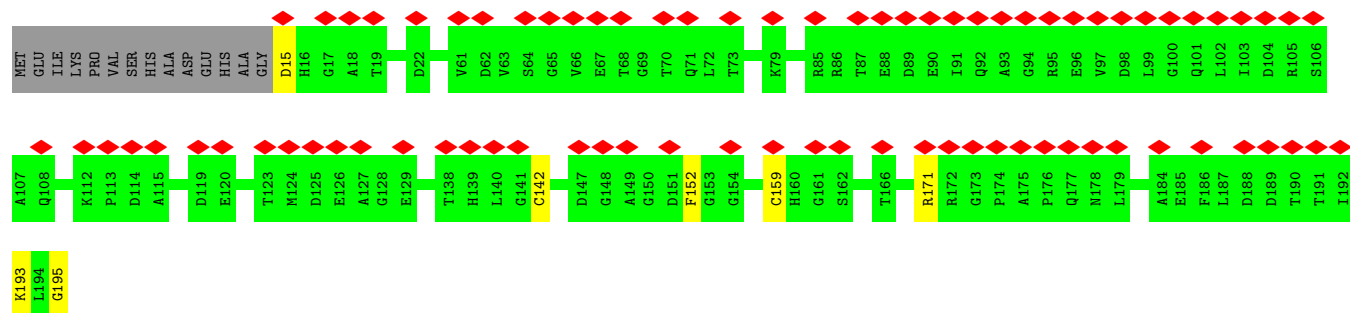 MET GLU ILE LYS PRO VAL SER HIS ALA ASP GLU HIS ALA GLY D15 H16 G17 A18 T19 D22 V61 D62 V63 S64 G65 V66 E67 T68 G69 T70 Q71 L72 T73 K79 R85 R86 T87 E88 D89 E90 I91 Q92 A93 G94 R95 E96 V97 D98 L99 G100 Q101 L102 I103 D104 R105 S106
A107 Q108 K112 P113 D114 A115 D119 E120 T123 M124 D125 E126 A127 G128 E129 T138 H139 L140 G141 C142 D147 G148 A149 G150 D151 F152 G153 G154 C159 H160 G161 S162 T166 R171 R172 G173 P174 A175 P176 Q177 N178 L179 A184 E185 F186 L187 D188 D189 T190 T191 I192
K193 L194 G195